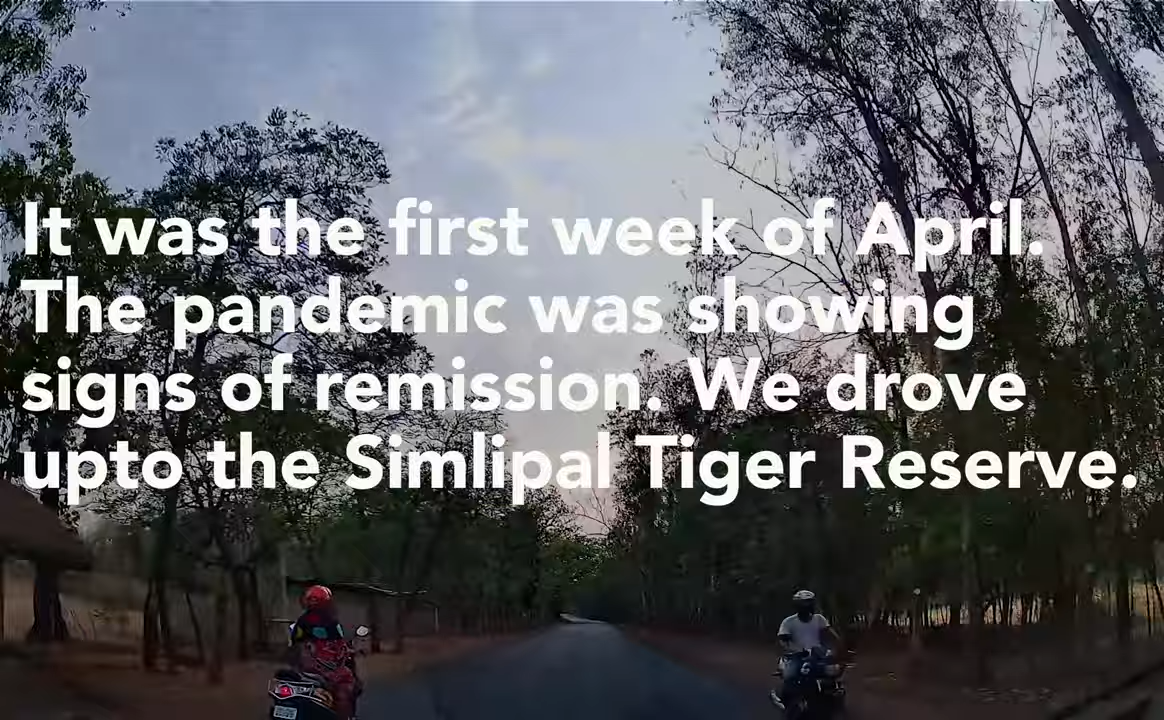 It was the first week of April.
The pandemic was showing
signs of remission. We drove
upto the Simlipal Tiger Reserve.